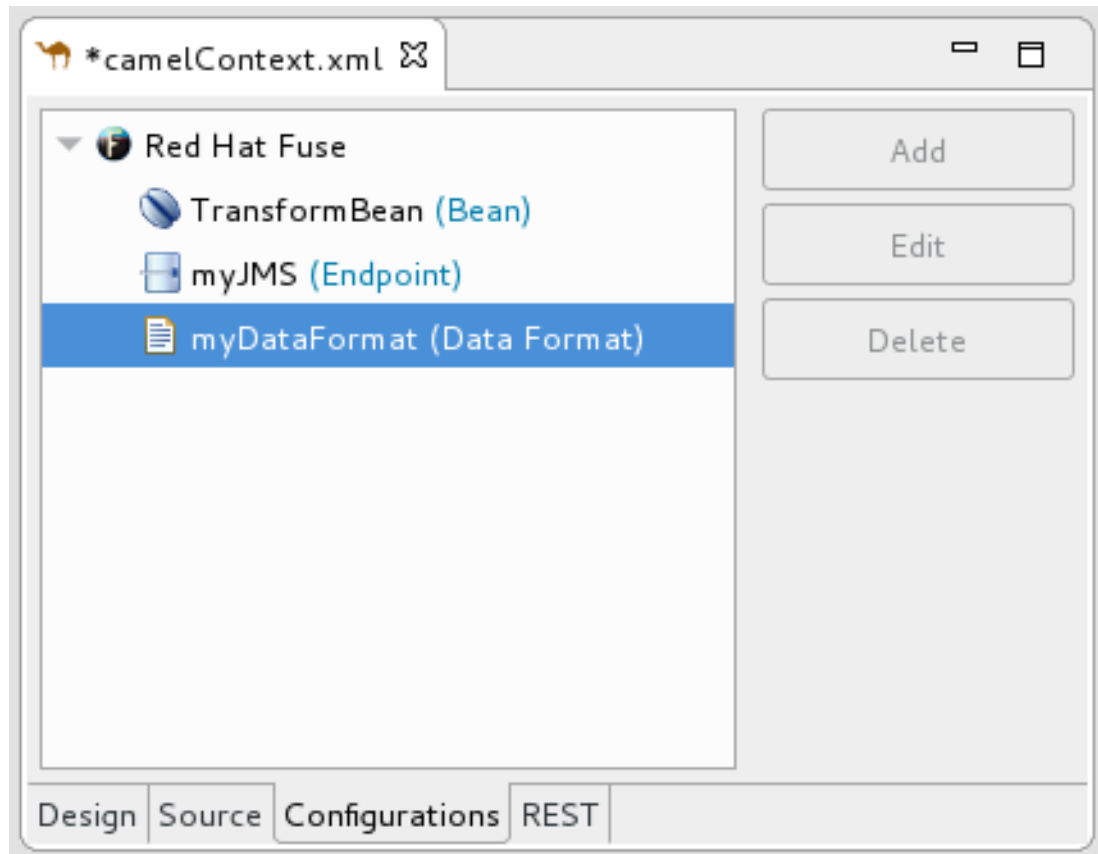 *camelContext.xml
Red Hat Fuse
TransformBean (Bean)
myJMS (Endpoint)
myDataFormat (Data Format)
Add
Edit
Delete
Design Source Configurations REST